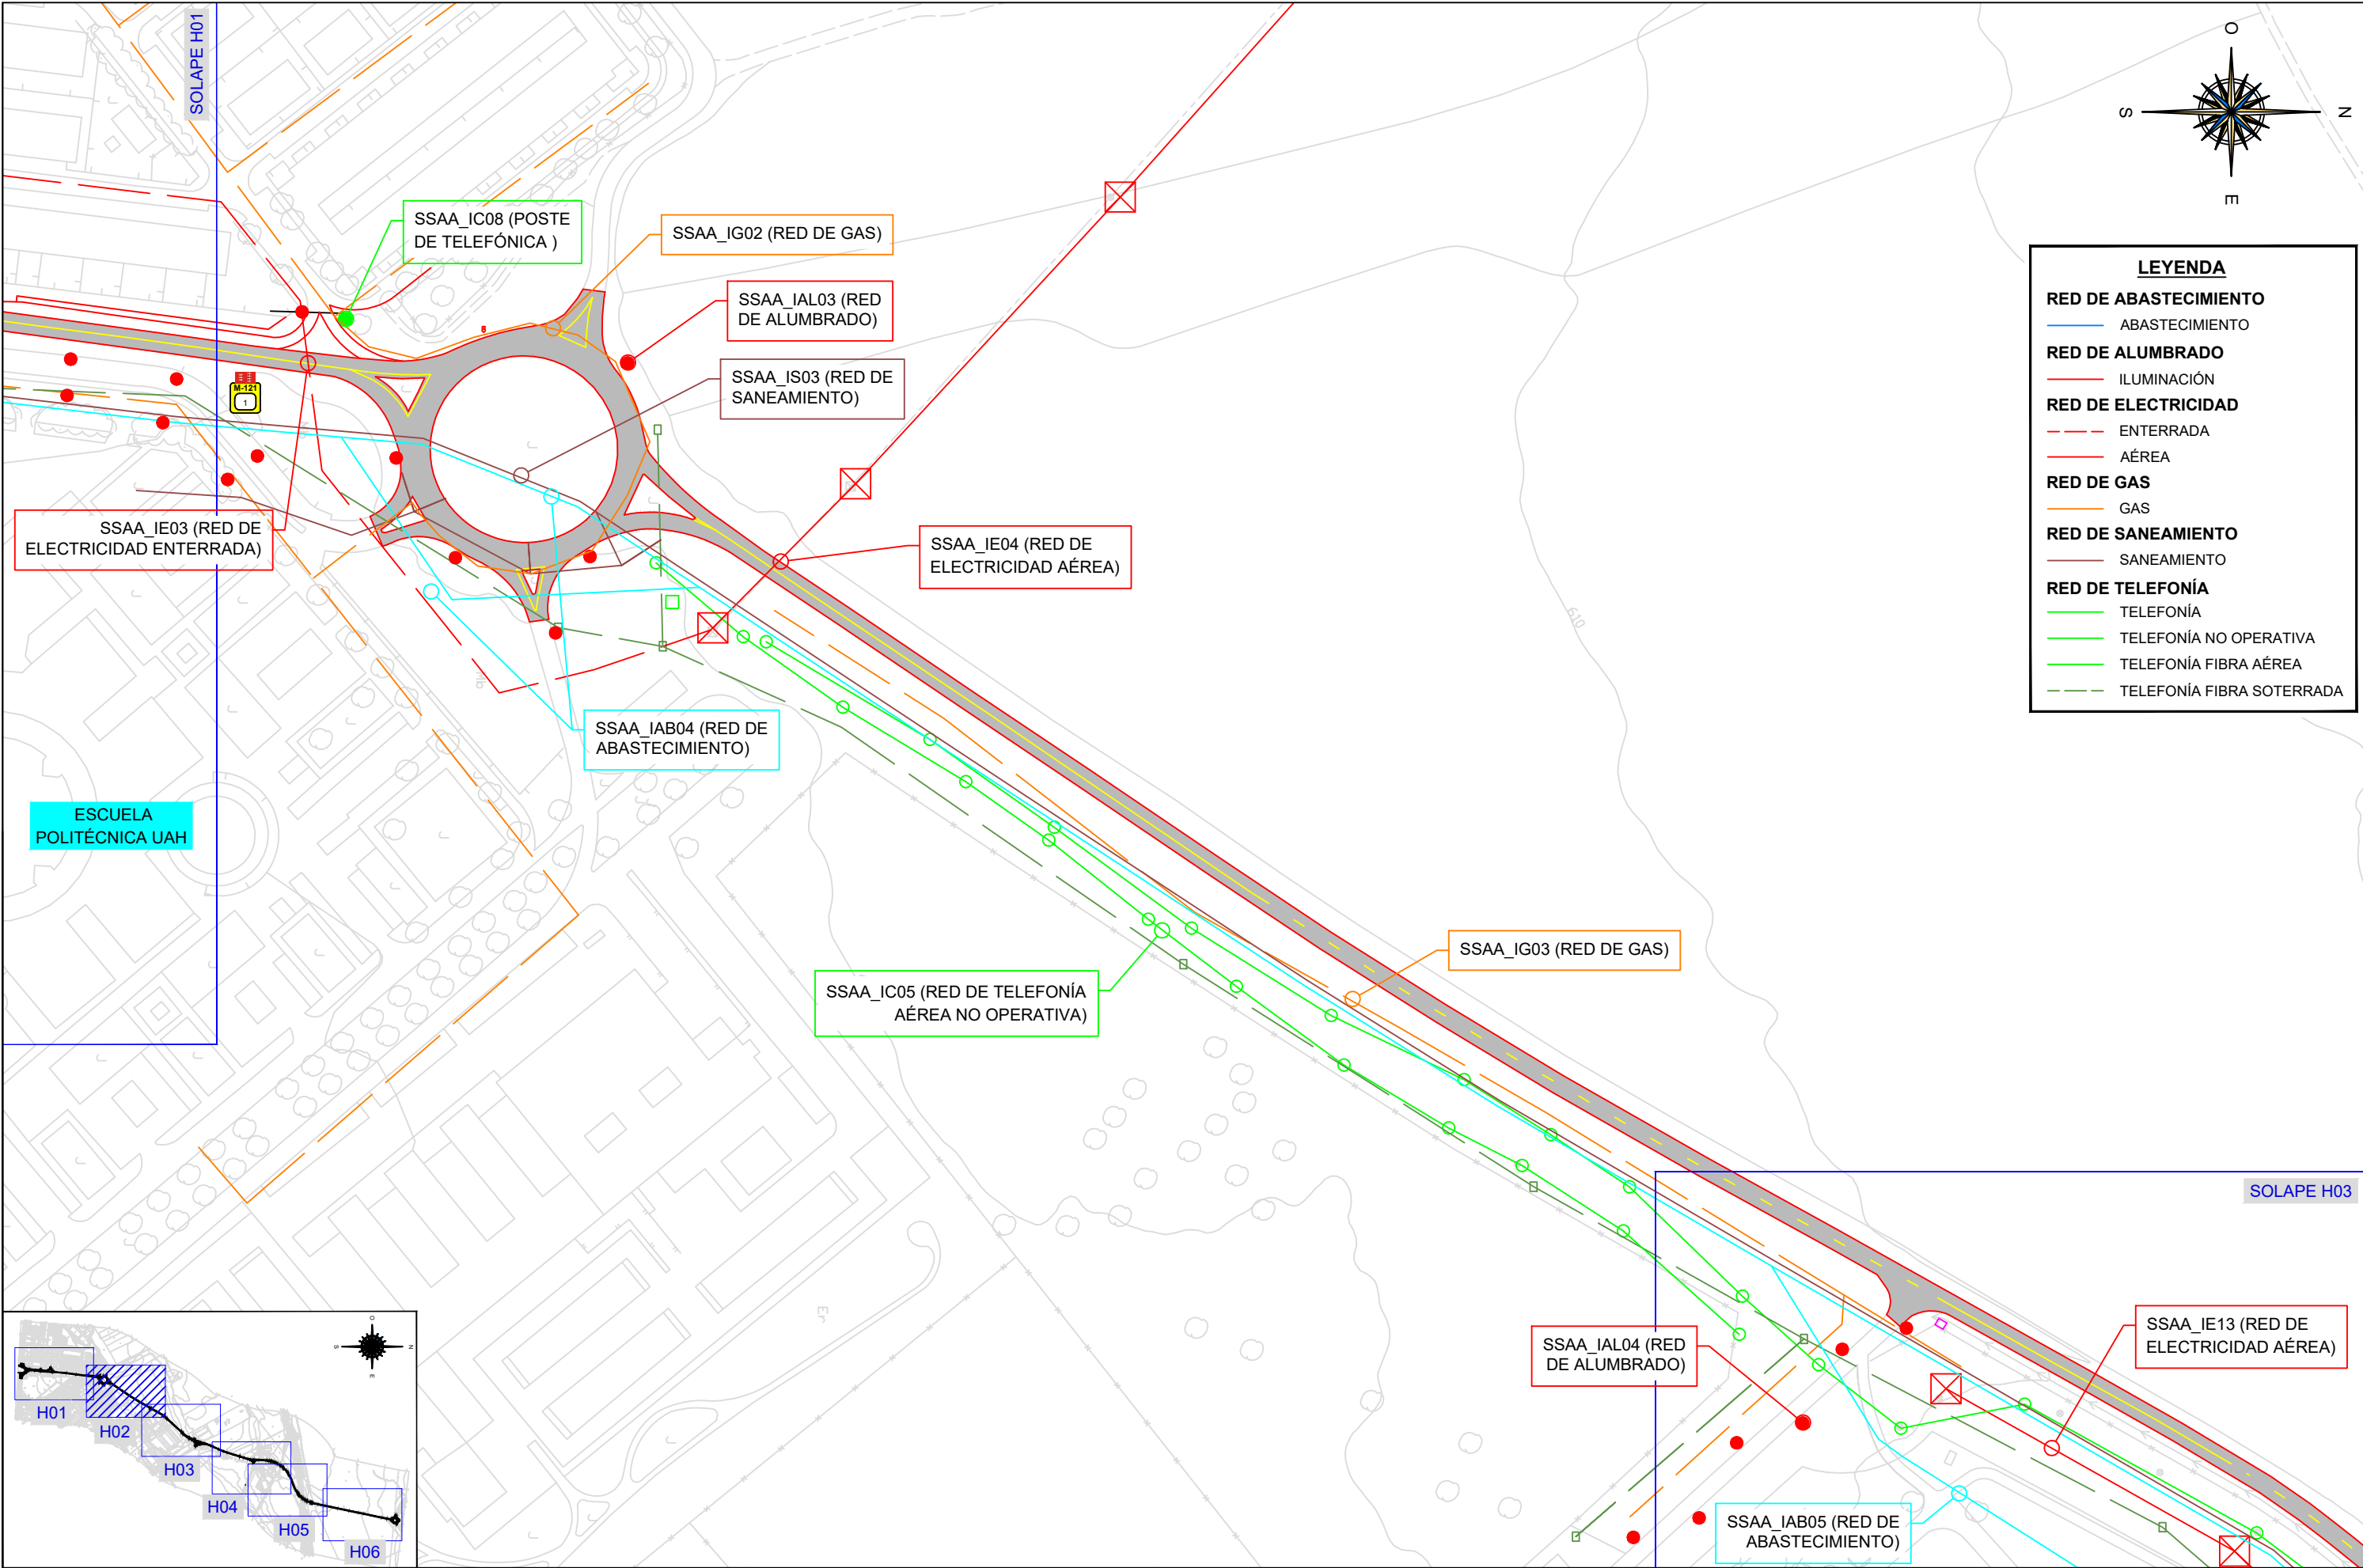 SOLAPE H01
O
S
N
E
SSAA_IC08 (POSTE
DE TELEFÓNICA )
SSAA_IG02 (RED DE GAS)
SSAA_IAL03 (RED
DE ALUMBRADO)
SSAA_IS03 (RED DE
SANEAMIENTO)
M-121
1
SSAA_IE03 (RED DE
ELECTRICIDAD ENTERRADA)
SSAA_IE04 (RED DE
ELECTRICIDAD AÉREA)
LEYENDA
RED DE ABASTECIMIENTO
ABASTECIMIENTO
RED DE ALUMBRADO
ILUMINACIÓN
RED DE ELECTRICIDAD
ENTERRADA
AÉREA
RED DE GAS
GAS
RED DE SANEAMIENTO
SANEAMIENTO
RED DE TELEFONÍA
TELEFONÍA
TELEFONÍA NO OPERATIVA
TELEFONÍA FIBRA AÉREA
TELEFONÍA FIBRA SOTERRADA
610
SSAA_IAB04 (RED DE
ABASTECIMIENTO)
ESCUELA
POLITÉCNICA UAH
SSAA_IG03 (RED DE GAS)
SSAA_IC05 (RED DE TELEFONÍA
AÉREA NO OPERATIVA)
SOLAPE H03
Er
SSAA_IAL04 (RED
DE ALUMBRADO)
SSAA_IE13 (RED DE
ELECTRICIDAD AÉREA)
SSAA_IAB05 (RED DE
ABASTECIMIENTO)
O
S
N
E
H01
H02
H03
H04
H05
H06